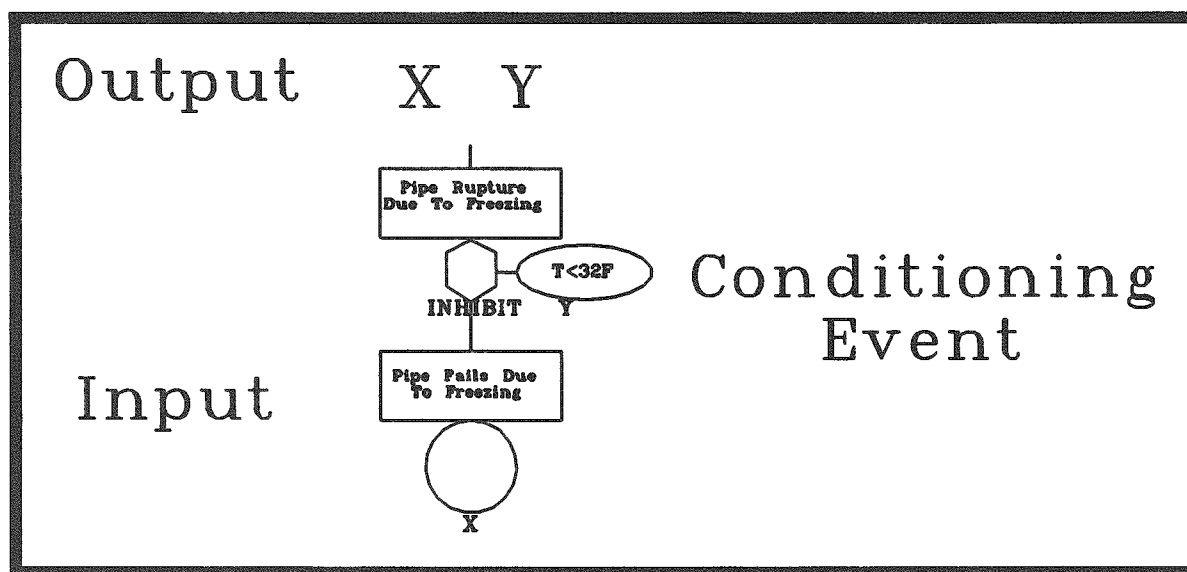 Output X Y
Pipe Rupture
Due To Freezing
T<32F
INHIBIT Y
Conditioning
Event
Input
Pipe Fails Due
To Freezing
X